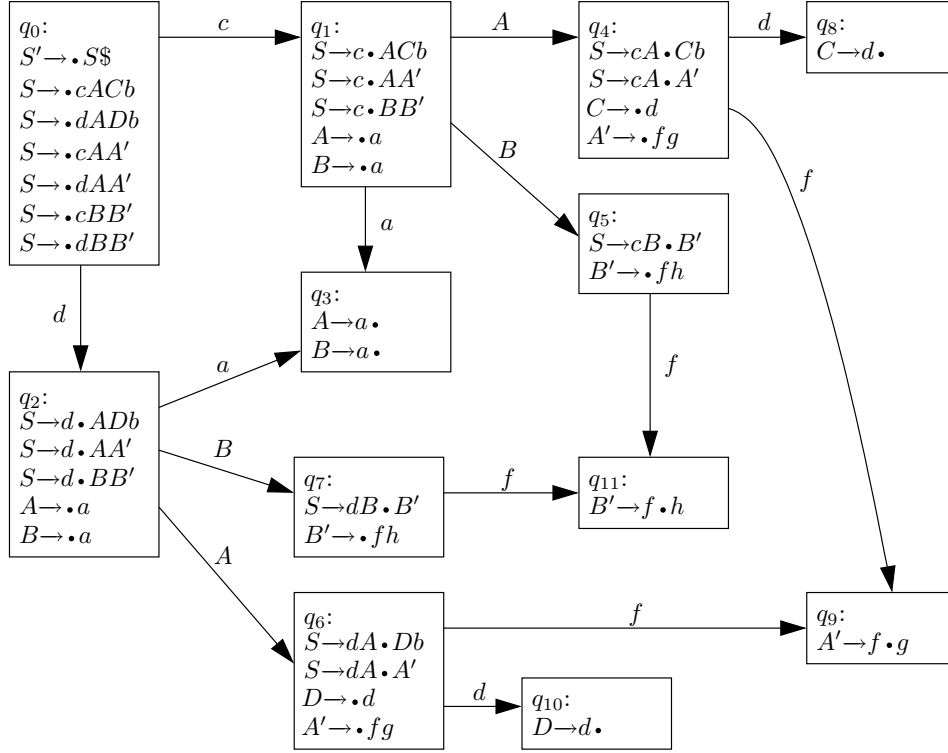 q₀:
S′→•S$
S→•cACb
S→•dADb
S→•cAA′
S→•dAA′
S→•cBB′
S→•dBB′
c
q₁:
S→c•ACb
S→c•AA′
S→c•BB′
A→•a
B→•a
A
q₄:
S→cA•Cb
S→cA•A′
C→•d
A′→•fg
d
q₈:
C→d•
B
f
a
q₅:
S→cB•B′
B′→•fh
d
q₃:
A→a•
B→a•
a
f
q₂:
S→d•ADb
S→d•AA′
S→d•BB′
A→•a
B→•a
B
q₇:
S→dB•B′
B′→•fh
f
q₁₁:
B′→f•h
A
q₆:
S→dA•Db
S→dA•A′
D→•d
A′→•fg
f
q₉:
A′→f•g
d
q₁₀:
D→d•